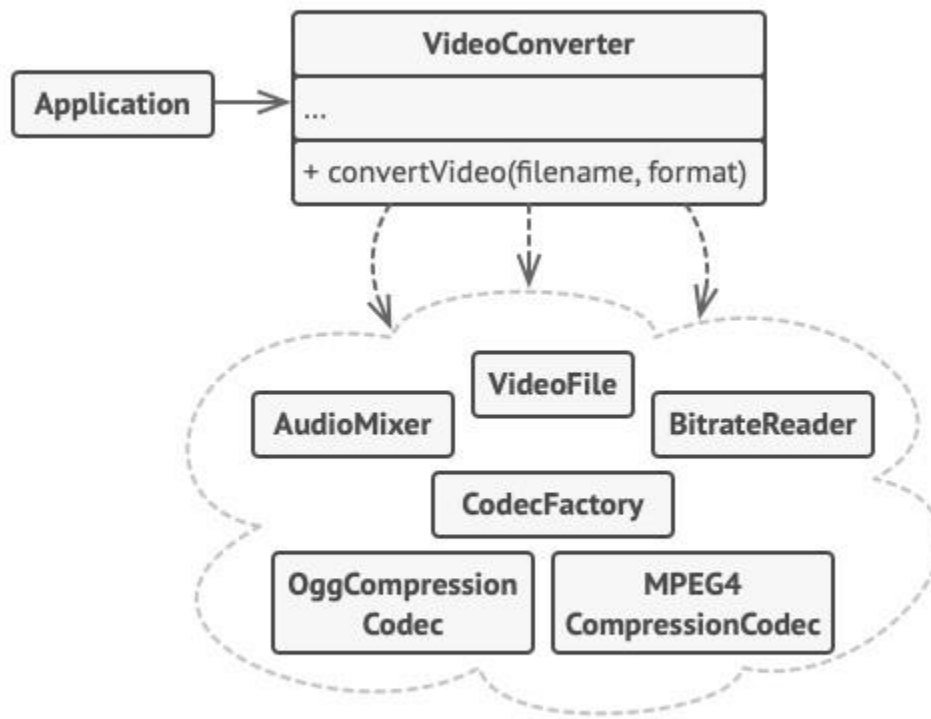 VideoConverter
Application
...
+ convertVideo(filename, format)
VideoFile
AudioMixer
BitrateReader
CodecFactory
OggCompression
Codec
MPEG4
CompressionCodec